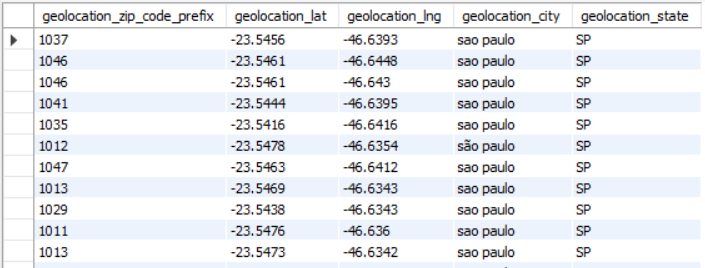 geolocation_zip_code_prefix geolocation_lat geolocation_lng geolocation_city geolocation_state
1037 -23.5456 -46.6393 sao paulo SP
1046 -23.5461 -46.6448 sao paulo SP
1046 -23.5461 -46.643 sao paulo SP
1041 -23.5444 -46.6395 sao paulo SP
1035 -23.5416 -46.6416 sao paulo SP
1012 -23.5478 -46.6354 são paulo SP
1047 -23.5463 -46.6412 sao paulo SP
1013 -23.5469 -46.6343 sao paulo SP
1029 -23.5438 -46.6343 sao paulo SP
1011 -23.5476 -46.636 sao paulo SP
1013 -23.5473 -46.6342 sao paulo SP